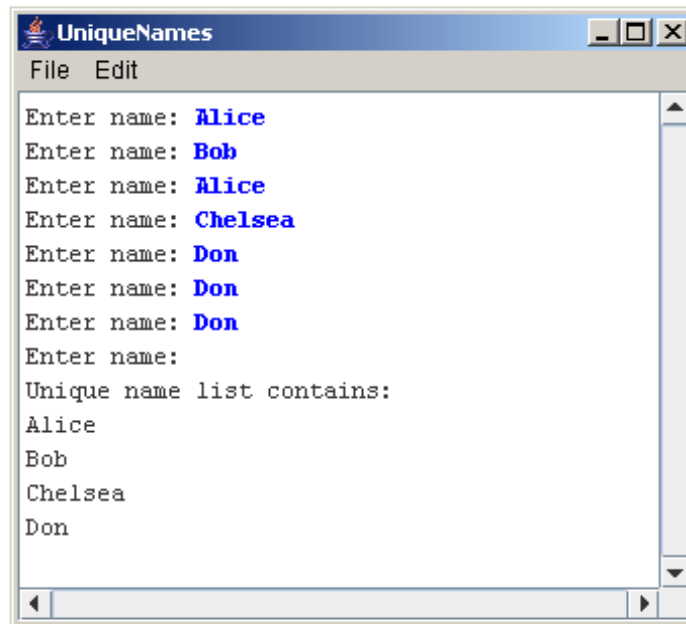 UniqueNames
File Edit
Enter name: Alice
Enter name: Bob
Enter name: Alice
Enter name: Chelsea
Enter name: Don
Enter name: Don
Enter name: Don
Enter name:
Unique name list contains:
Alice
Bob
Chelsea
Don